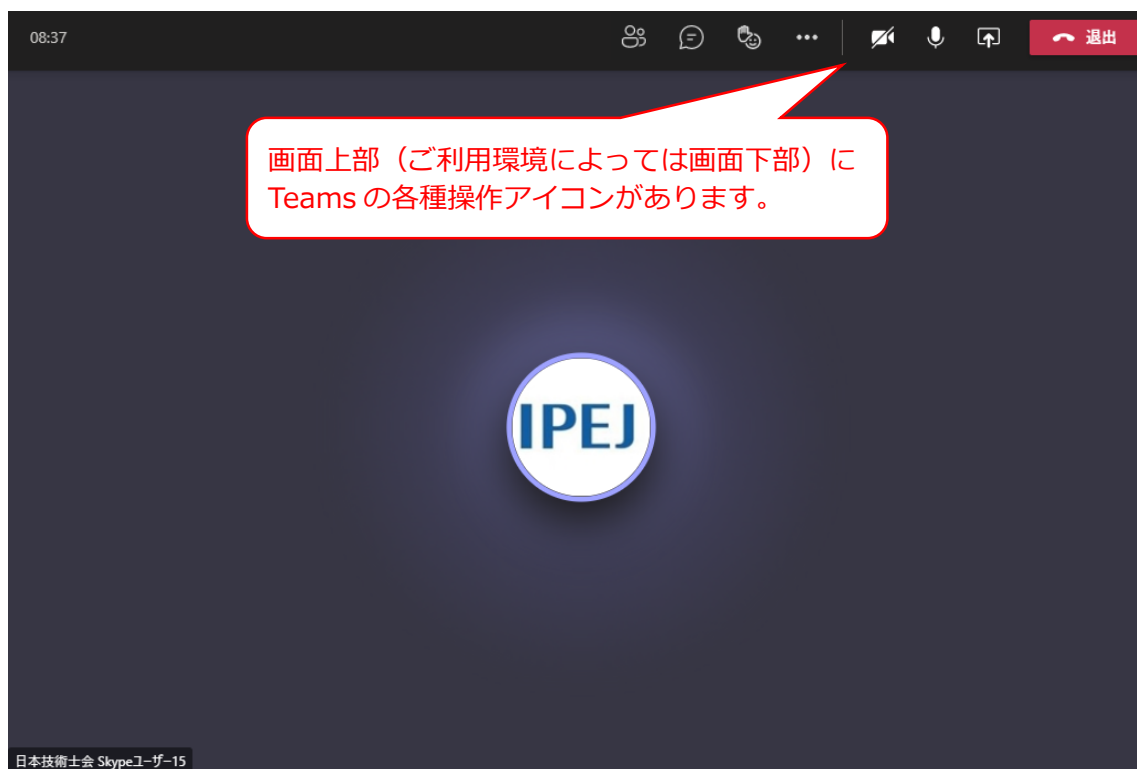 08:37
退出
画面上部（ご利用環境によっては画面下部）に
Teams の各種操作アイコンがあります。
IPEJ
日本技術士会 Skypeユーザー15